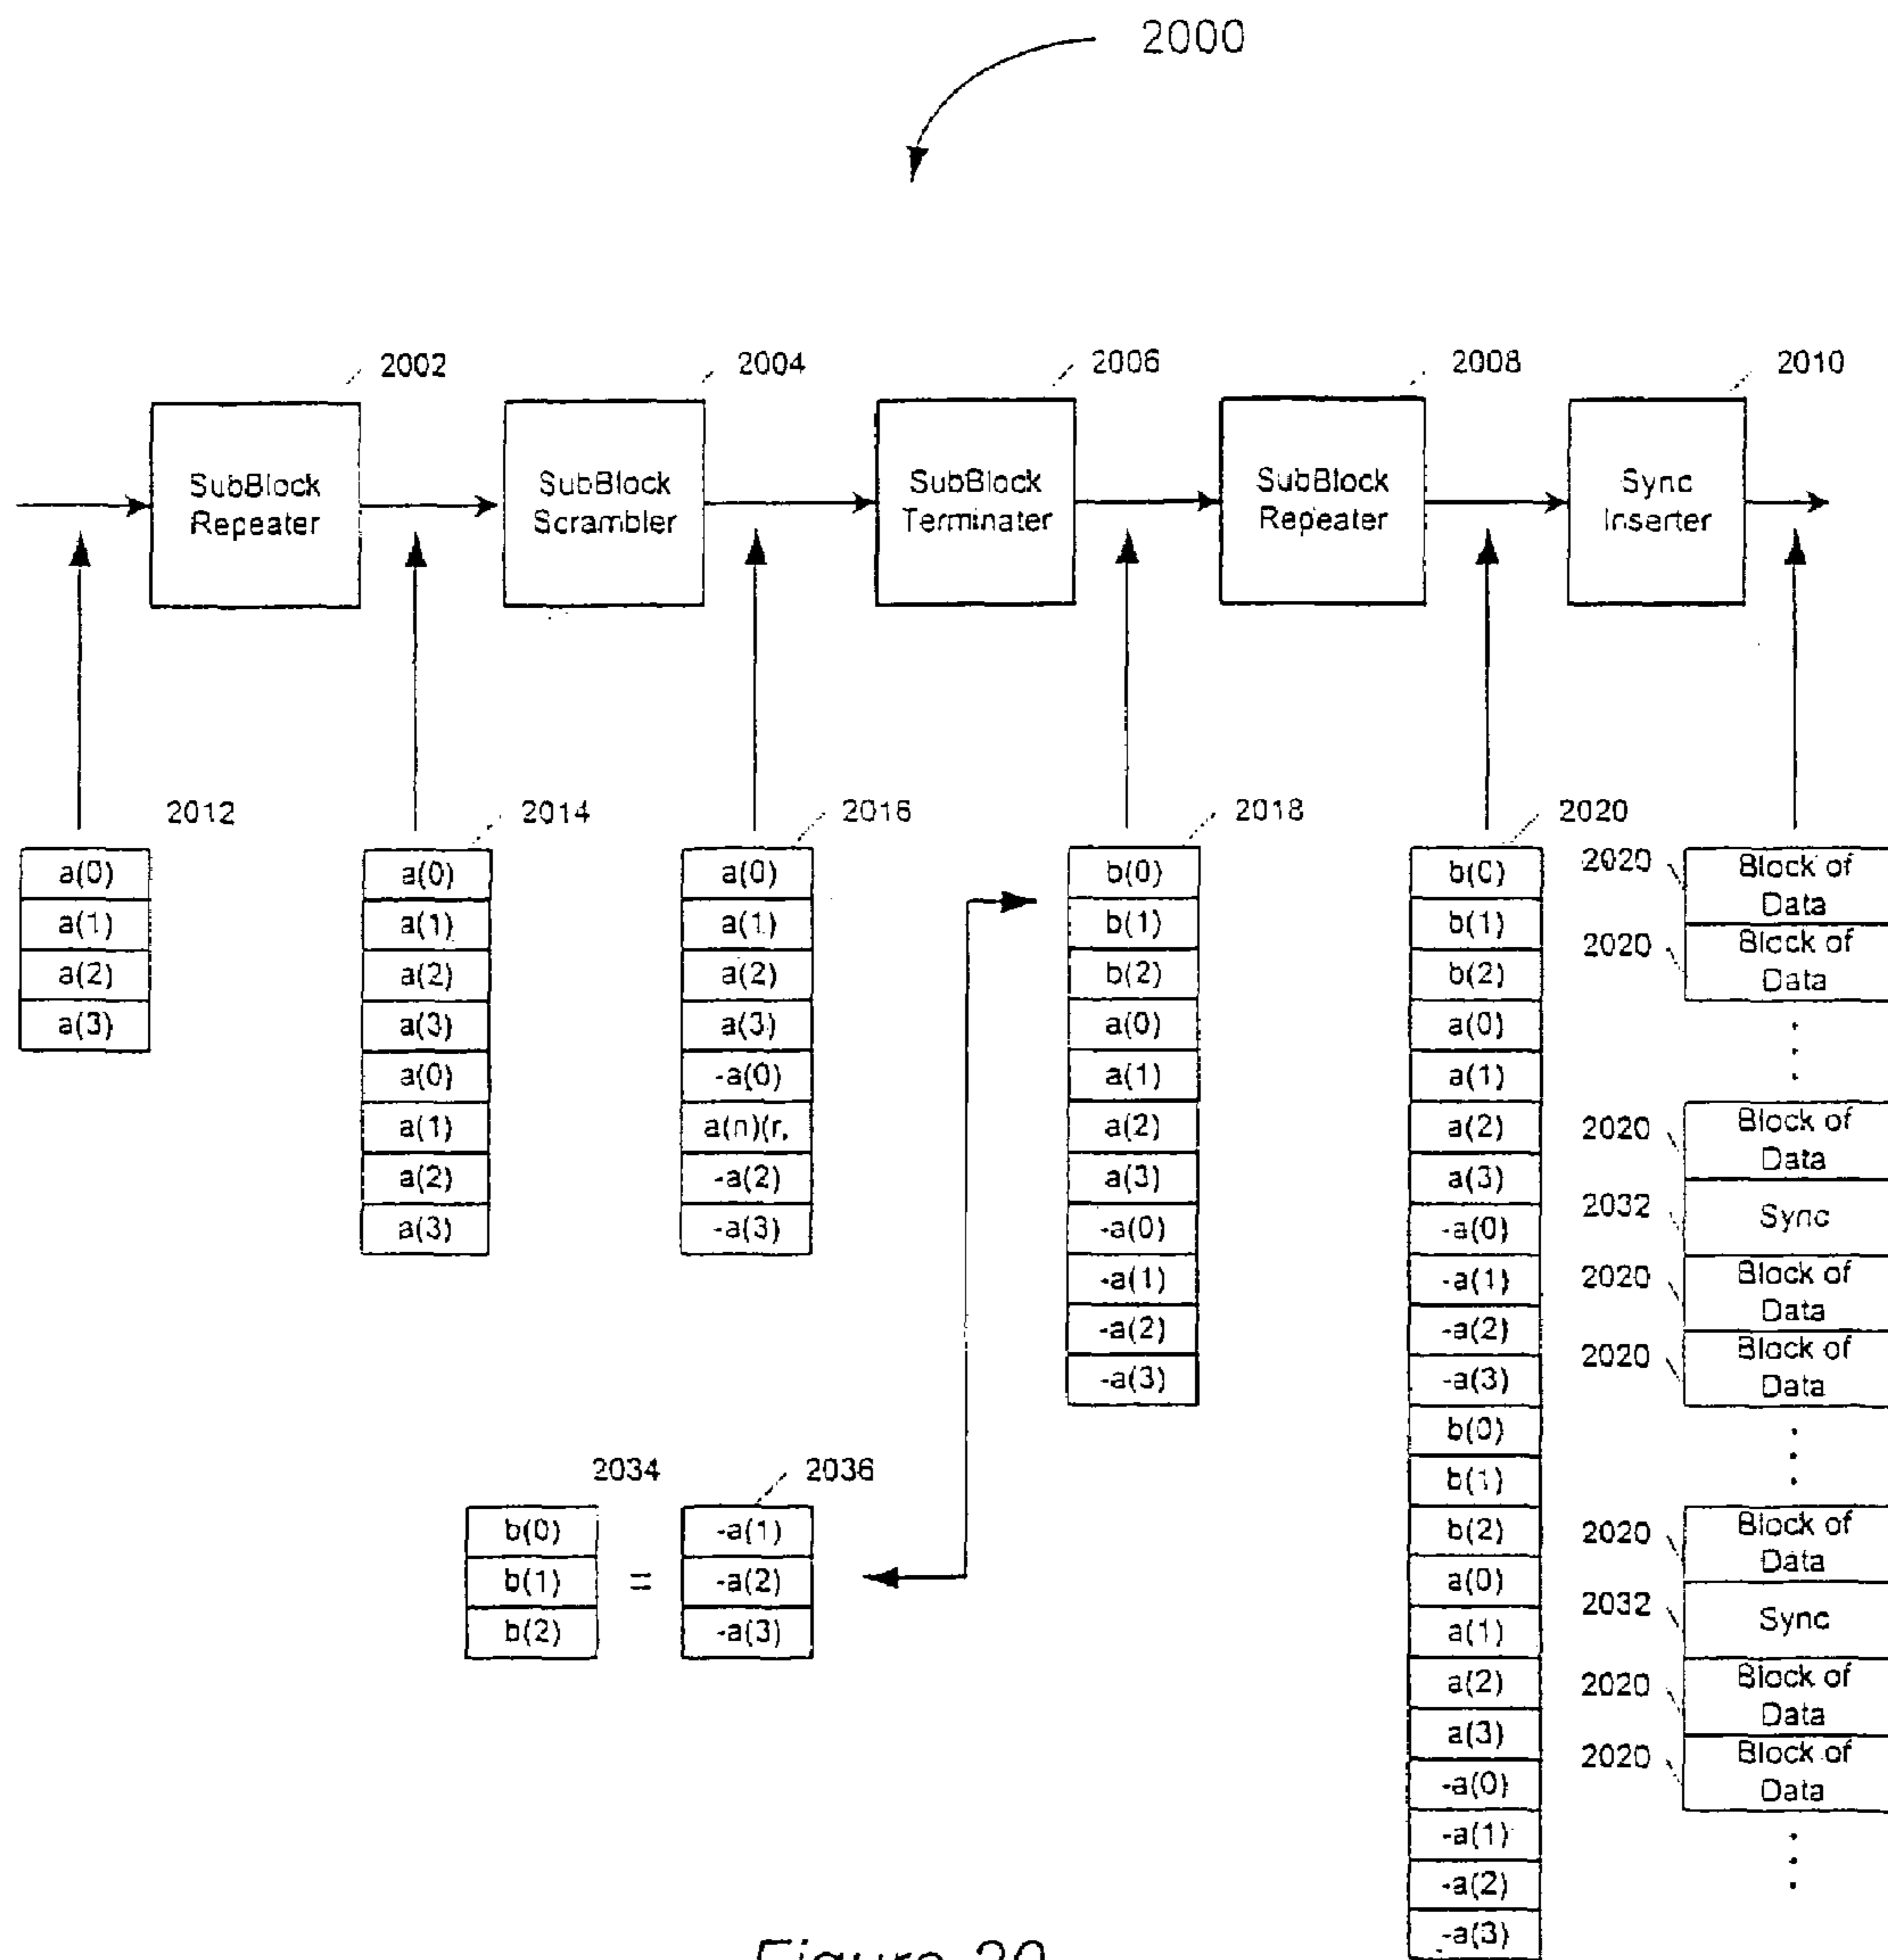 2000
2002
2004
2006
2008
2010
SubBlock
Repeater
SubBlock
Scrambler
SubBlock
Terminater
SubBlock
Repeater
Sync
Inserter
2012
a(0)
a(1)
a(2)
a(3)
2014
a(0)
a(1)
a(2)
a(3)
a(0)
a(1)
a(2)
a(3)
2016
a(0)
a(1)
a(2)
a(3)
-a(0)
a(n)(r,
-a(2)
-a(3)
2018
b(0)
b(1)
b(2)
a(0)
a(1)
a(2)
a(3)
-a(0)
-a(1)
-a(2)
-a(3)
2034
b(0)
b(1)
b(2)
=
2036
-a(1)
-a(2)
-a(3)
2020
b(0)
b(1)
b(2)
a(0)
a(1)
a(2)
a(3)
-a(0)
-a(1)
-a(2)
-a(3)
b(0)
b(1)
b(2)
a(0)
a(1)
a(2)
a(3)
-a(0)
-a(1)
-a(2)
-a(3)
2020
Block of
Data
2020
Block of
Data
2020
Block of
Data
2032
Sync
2020
Block of
Data
2020
Block of
Data
2020
Block of
Data
2032
Sync
2020
Block of
Data
2020
Block of
Data
Figure 20